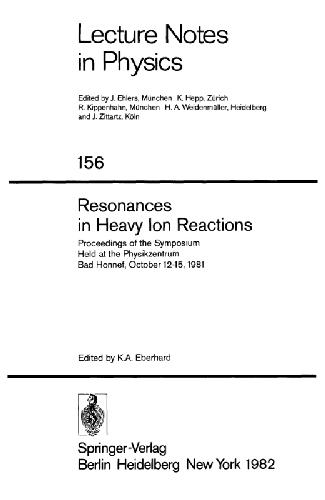 Lecture Notes
in Physics
Edited by J. Ehlers, München K. Hepp, Zürich
R. Kippenhahn, München H. A. Weidenmüller, Heidelberg
and J. Zittartz, Köln
156
Resonances
in Heavy Ion Reactions
Proceedings of the Symposium
Held at the Physikzentrum
Bad Honnef, October 12-15, 1981
Edited by K.A. Eberhard
Springer-Verlag
Berlin Heidelberg New York 1982